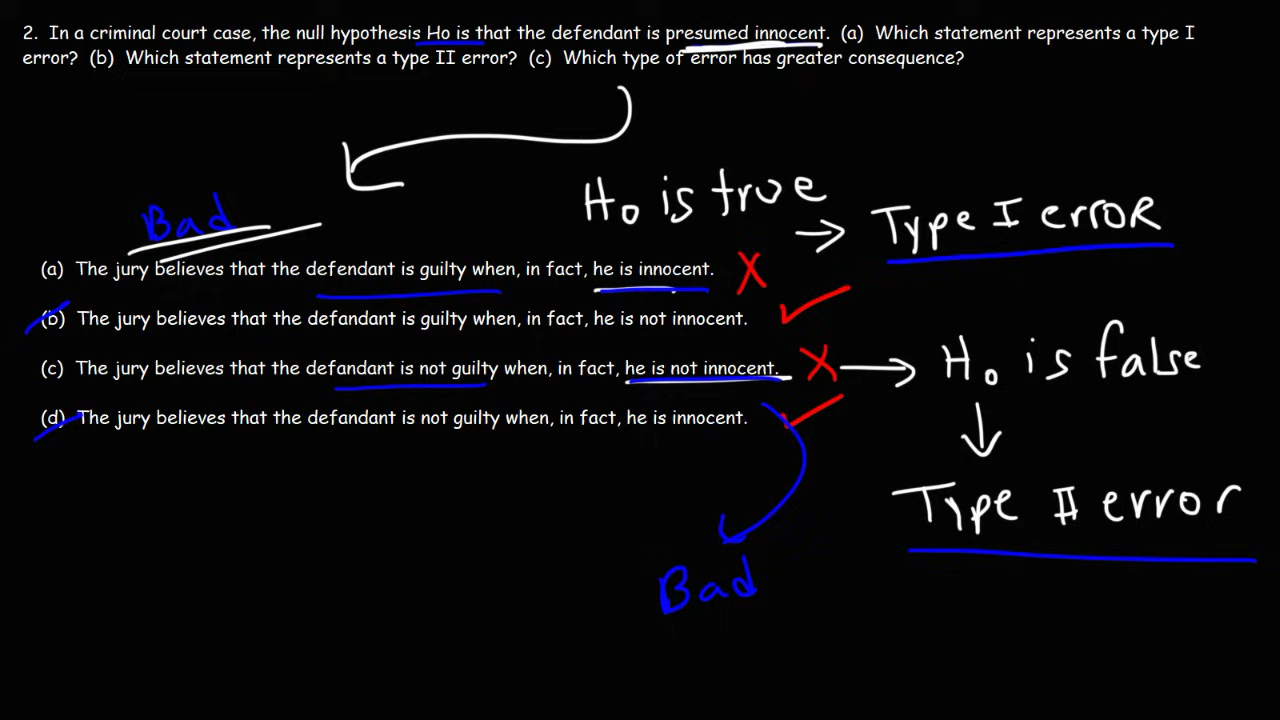 2. In a criminal court case, the null hypothesis Ho is that the defendant is presumed innocent. (a) Which statement represents a type I
error? (b) Which statement represents a type II error? (c) Which type of error has greater consequence?
Ho is true → Type I error
Bad
(a) The jury believes that the defendant is guilty when, in fact, he is innocent. X
(b) The jury believes that the defandant is guilty when, in fact, he is not innocent. ✓
(c) The jury believes that the defandant is not guilty when, in fact, he is not innocent. X → Ho is false
(d) The jury believes that the defandant is not guilty when, in fact, he is innocent. ✓
Type II error
Bad